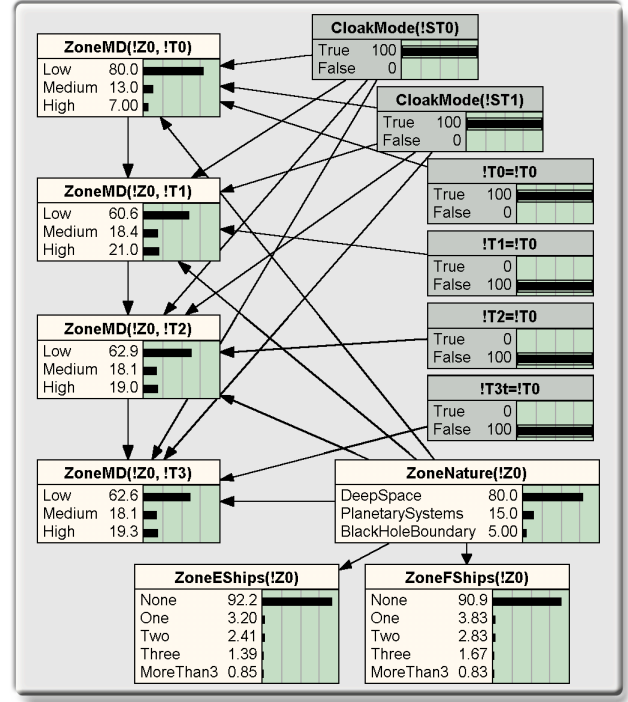 CloakMode(!ST0)
True 100
False 0
ZoneMD(!Z0, !T0)
Low 80.0
Medium 13.0
High 7.00
CloakMode(!ST1)
True 100
False 0
!T0=!T0
True 100
False 0
ZoneMD(!Z0, !T1)
Low 60.6
Medium 18.4
High 21.0
!T1=!T0
True 0
False 100
ZoneMD(!Z0, !T2)
Low 62.9
Medium 18.1
High 19.0
!T2=!T0
True 0
False 100
!T3t=!T0
True 0
False 100
ZoneMD(!Z0, !T3)
Low 62.6
Medium 18.1
High 19.3
ZoneNature(!Z0)
DeepSpace 80.0
PlanetarySystems 15.0
BlackHoleBoundary 5.00
ZoneEShips(!Z0)
None 92.2
One 3.20
Two 2.41
Three 1.39
MoreThan3 0.85
ZoneFShips(!Z0)
None 90.9
One 3.83
Two 2.83
Three 1.67
MoreThan3 0.83